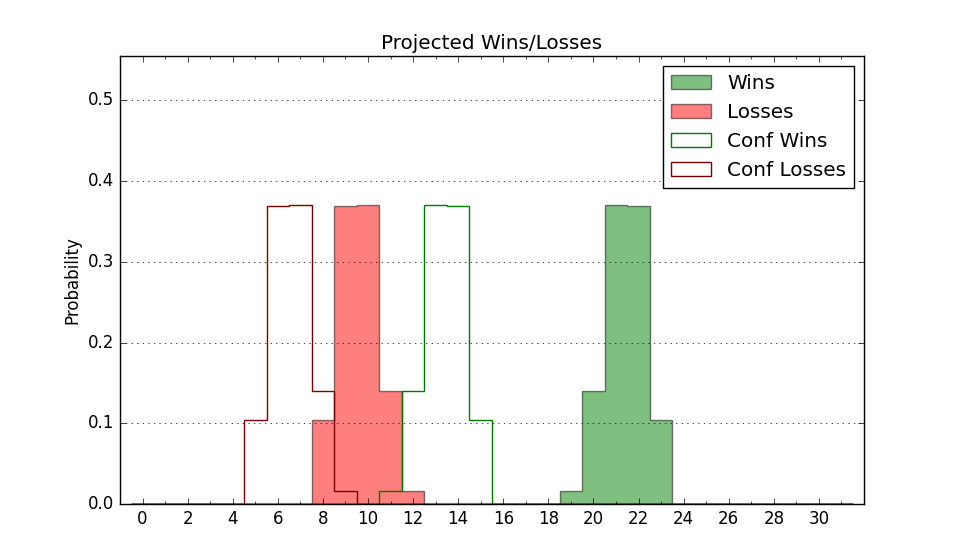 Projected Wins/Losses
Wins
Losses
Conf Wins
Conf Losses
Probability
0.5
0.4
0.3
0.2
0.1
0.0
0 2 4 6 8 10 12 14 16 18 20 22 24 26 28 30